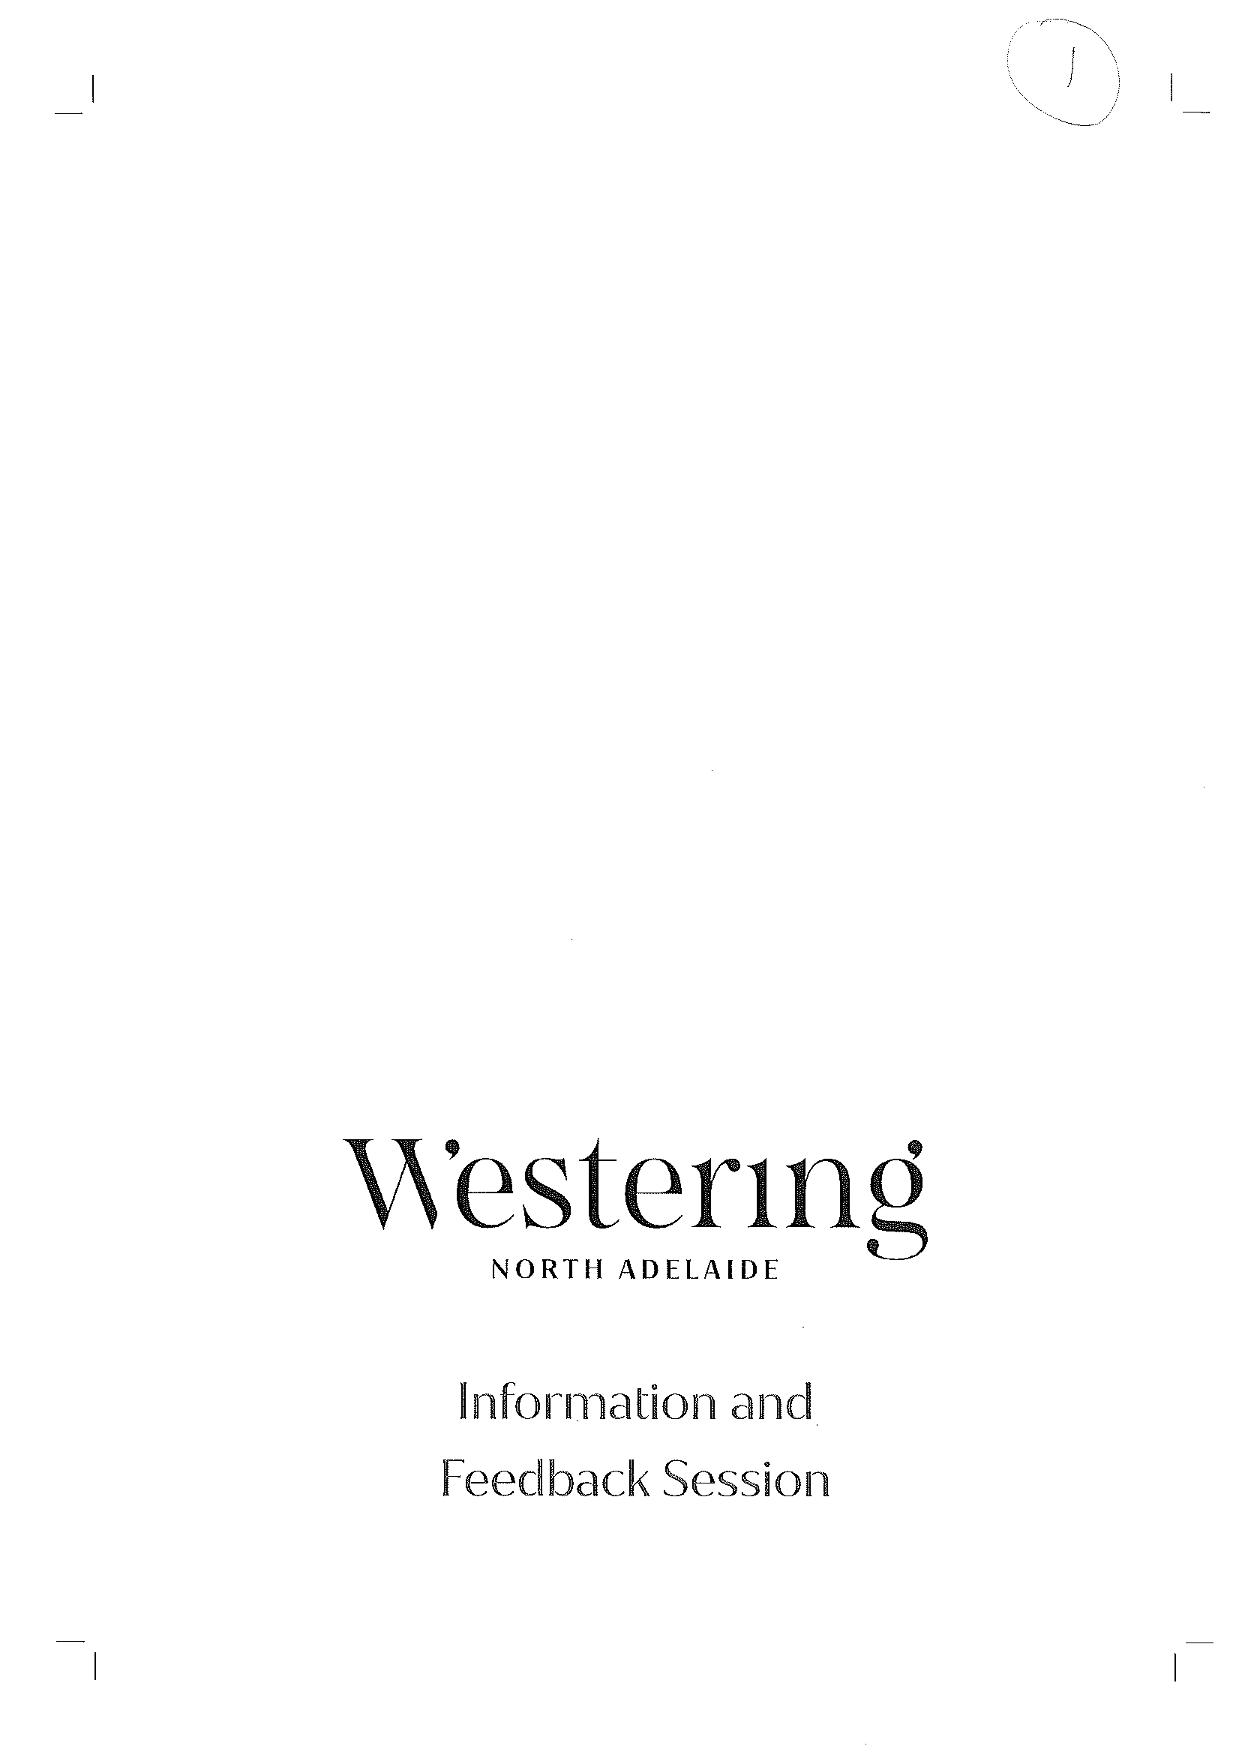 1
Westering
NORTH ADELAIDE
Information and
Feedback Session